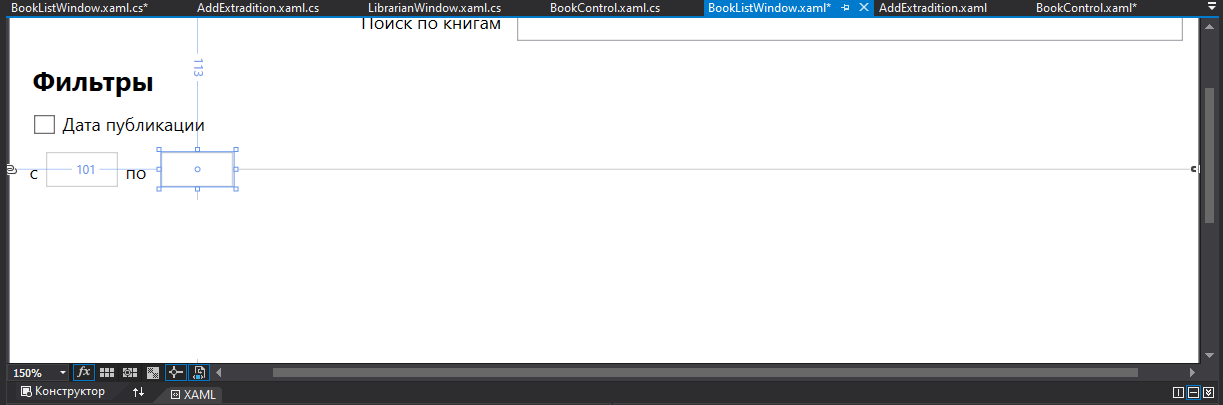 BookListWindow.xaml.cs* AddExtradition.xaml.cs LibrarianWindow.xaml.cs BookControl.xaml.cs BookListWindow.xaml* AddExtradition.xaml BookControl.xaml*
Поиск по книгам
113
Фильтры
Дата публикации
с 101 по
150% fx
Конструктор XAML